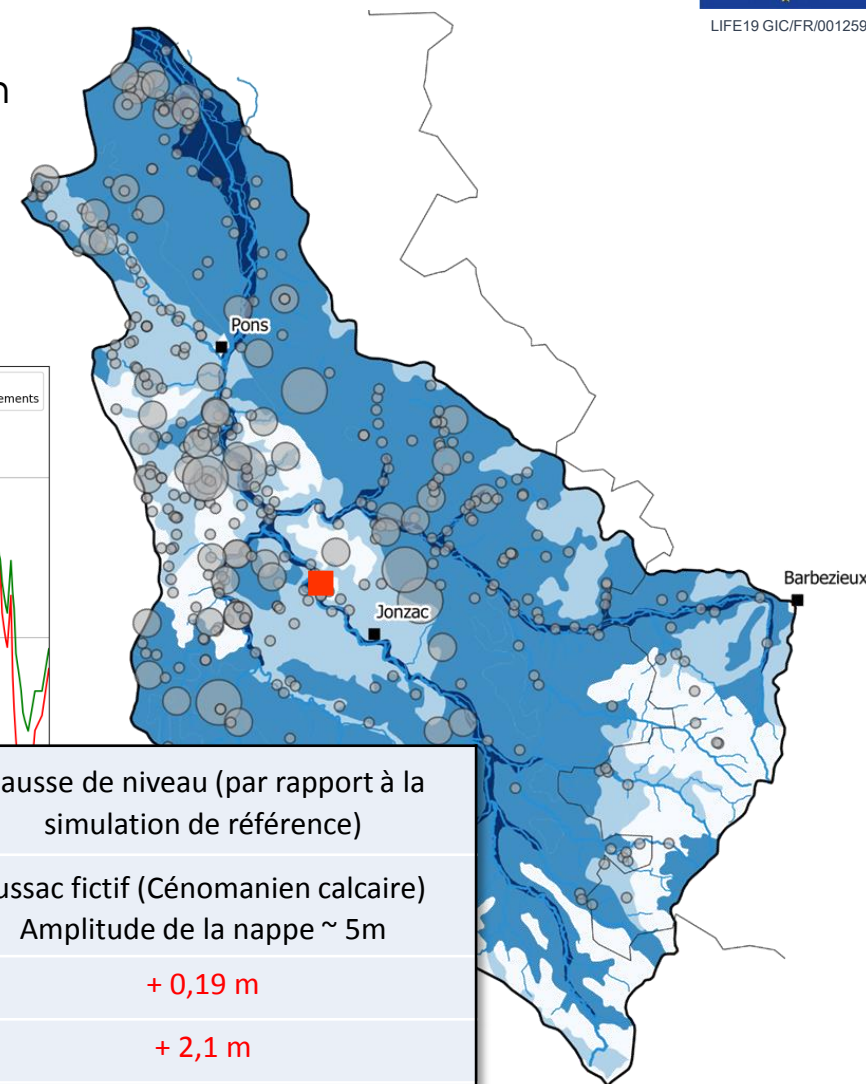 LIFE19 GIC/FR/001259
n
Pons
ements
Barbezieux
Jonzac
ausse de niveau (par rapport à la
simulation de référence)
ussac fictif (Cénomanien calcaire)
Amplitude de la nappe ~ 5m
+ 0,19 m
+ 2,1 m